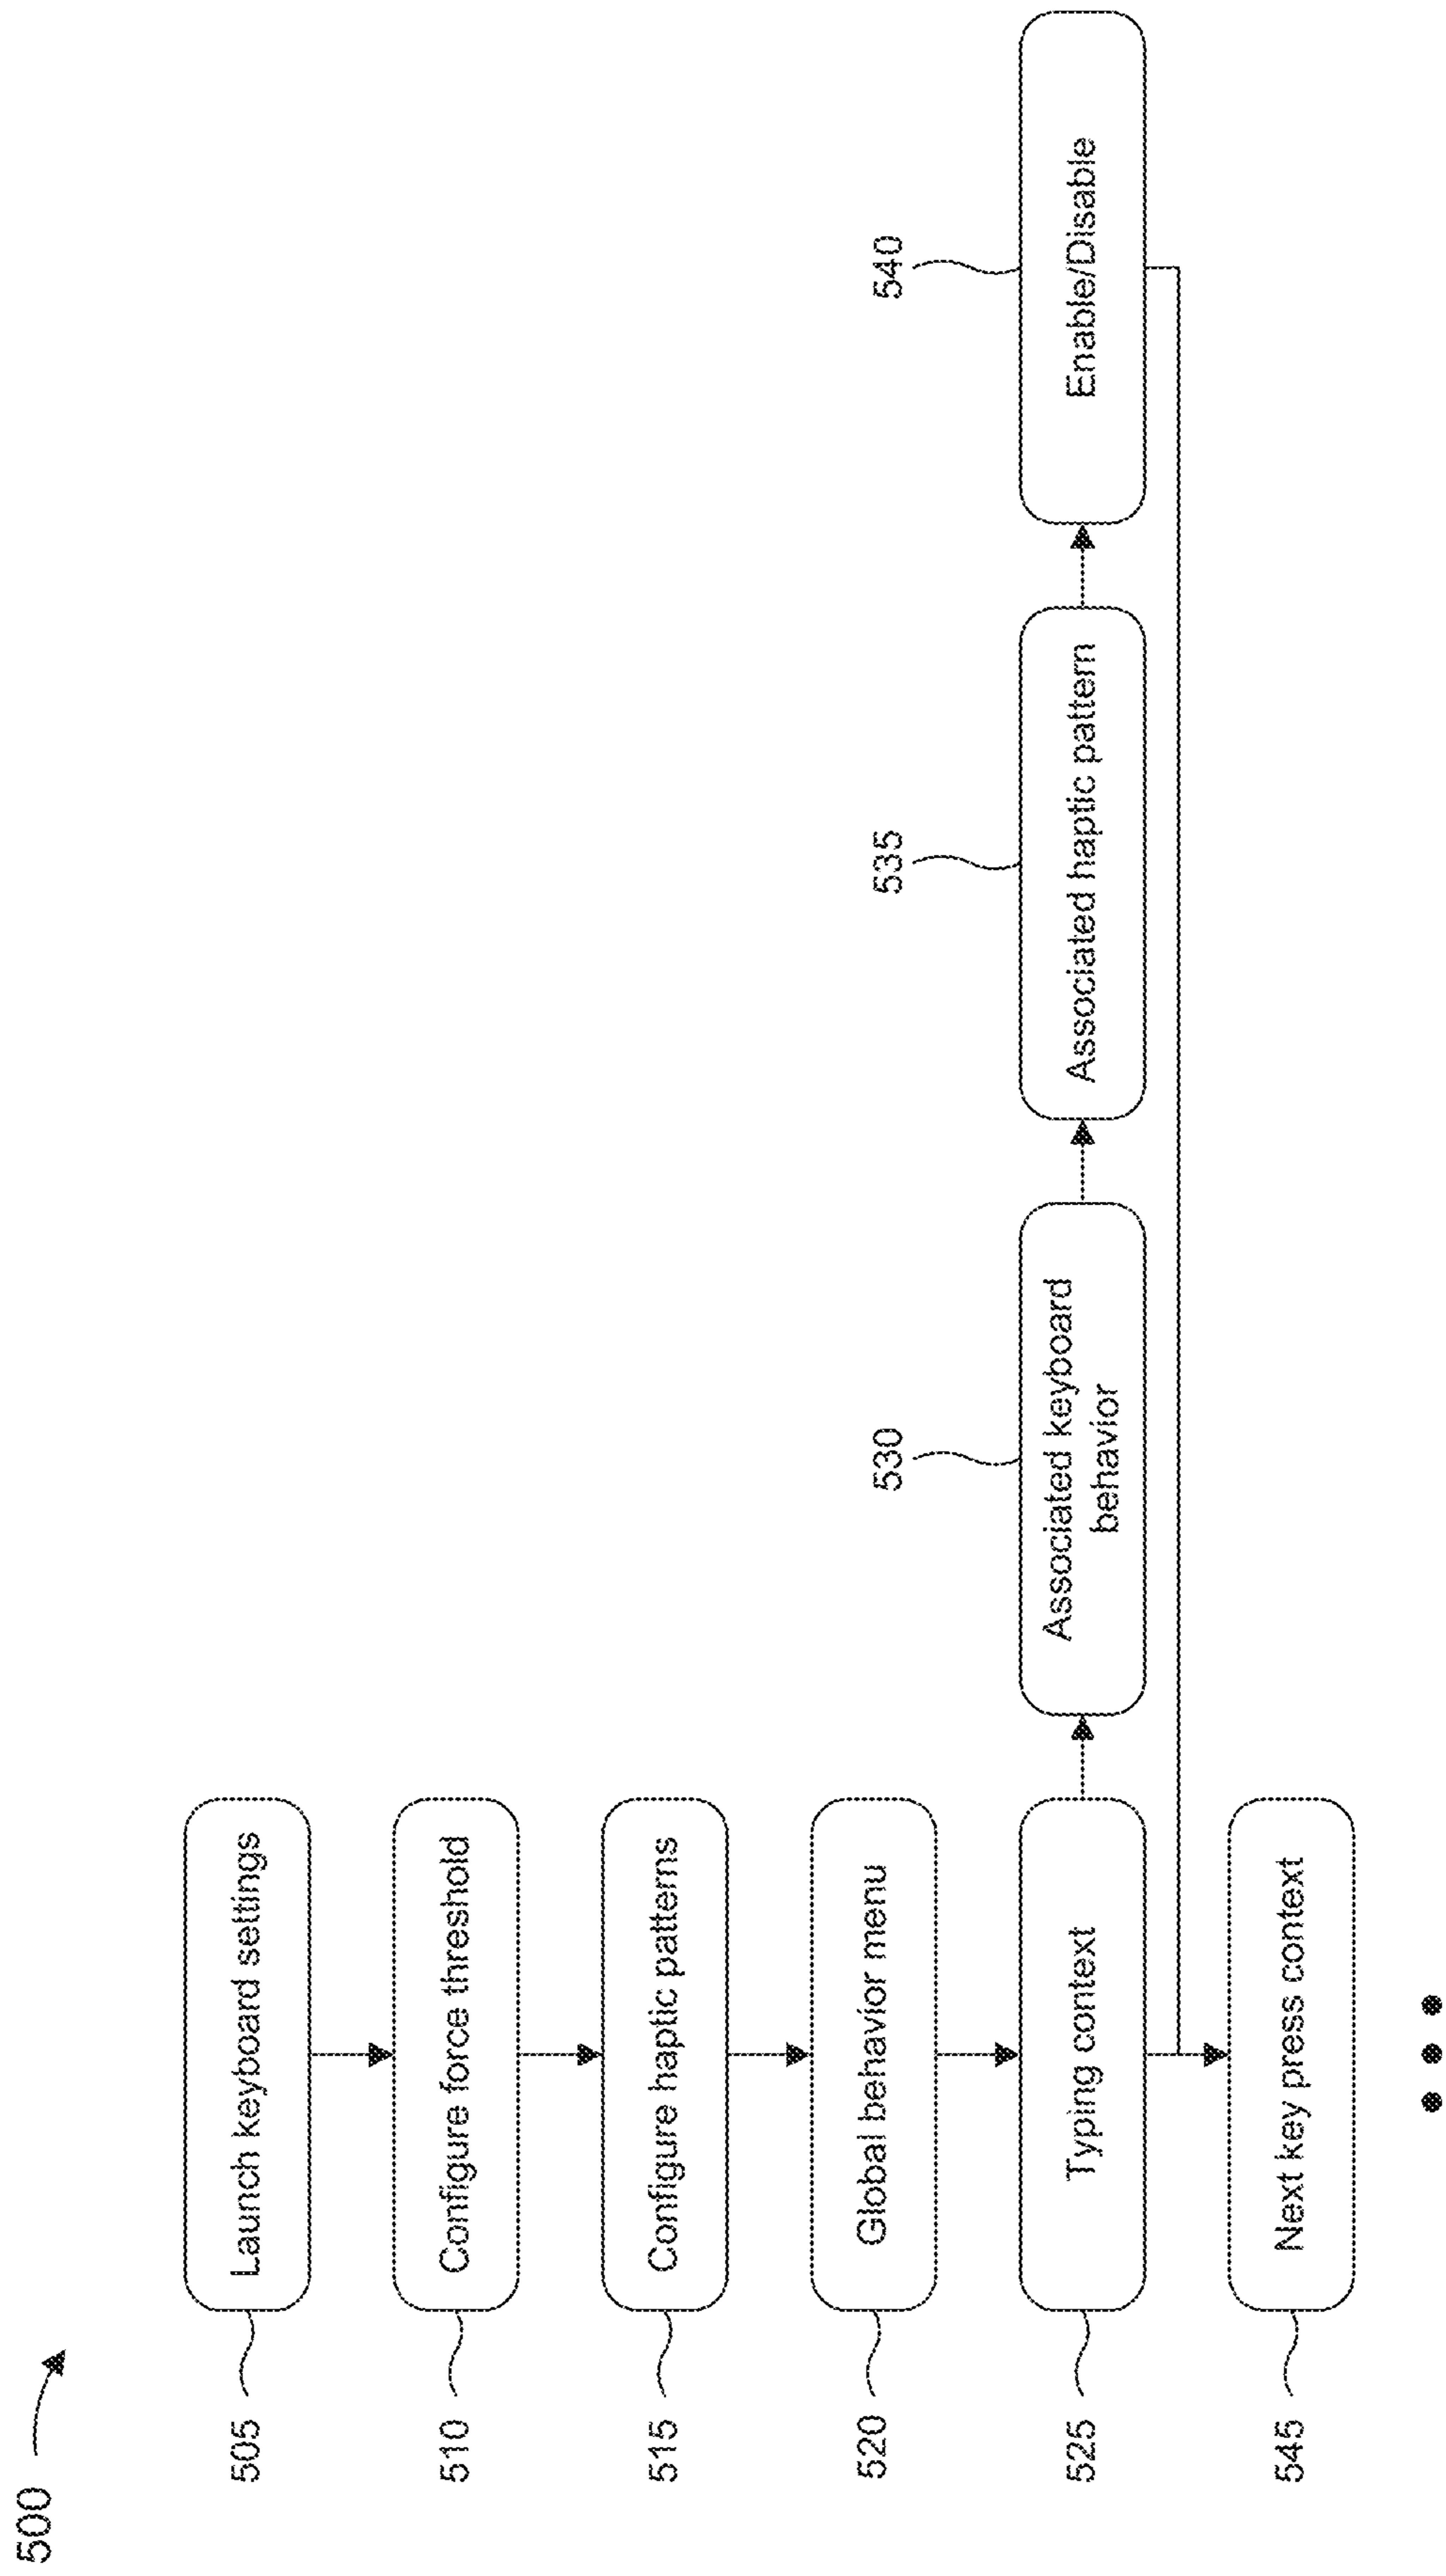 500
505
Launch keyboard settings
510
Configure force threshold
515
Configure haptic patterns
520
Global behavior menu
525
Typing context
530
Associated keyboard
behavior
535
Associated haptic pattern
540
Enable/Disable
545
Next key press context